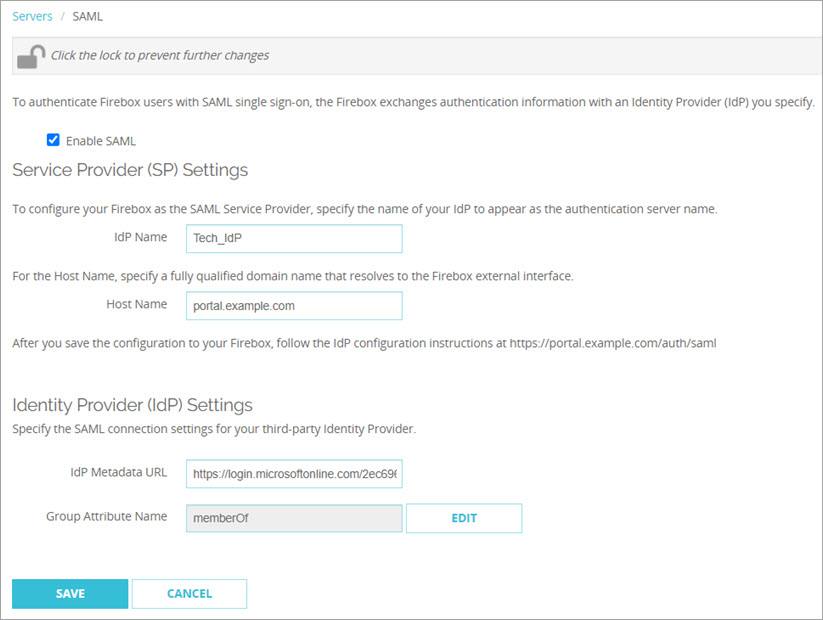 Servers / SAML
Click the lock to prevent further changes
To authenticate Firebox users with SAML single sign-on, the Firebox exchanges authentication information with an Identity Provider (IdP) you specify.
Enable SAML
Service Provider (SP) Settings
To configure your Firebox as the SAML Service Provider, specify the name of your IdP to appear as the authentication server name.
IdP Name Tech_IdP
For the Host Name, specify a fully qualified domain name that resolves to the Firebox external interface.
Host Name portal.example.com
After you save the configuration to your Firebox, follow the IdP configuration instructions at https://portal.example.com/auth/saml
Identity Provider (IdP) Settings
Specify the SAML connection settings for your third-party Identity Provider.
IdP Metadata URL https://login.microsoftonline.com/2ec696
Group Attribute Name memberOf EDIT
SAVE CANCEL